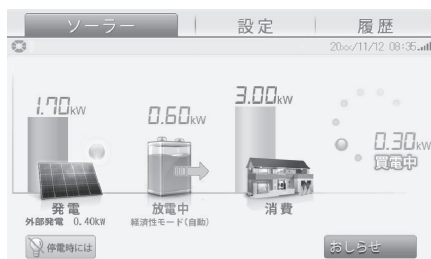 ソーラー 設定 履歴
20xx/11/12 08:35
1.70kW
0.60kW
3.00kW
0.30kW
買電中
発電 放電中 消費
外部発電 0.40kW 経済性モード(自動)
停電時には おしらせ